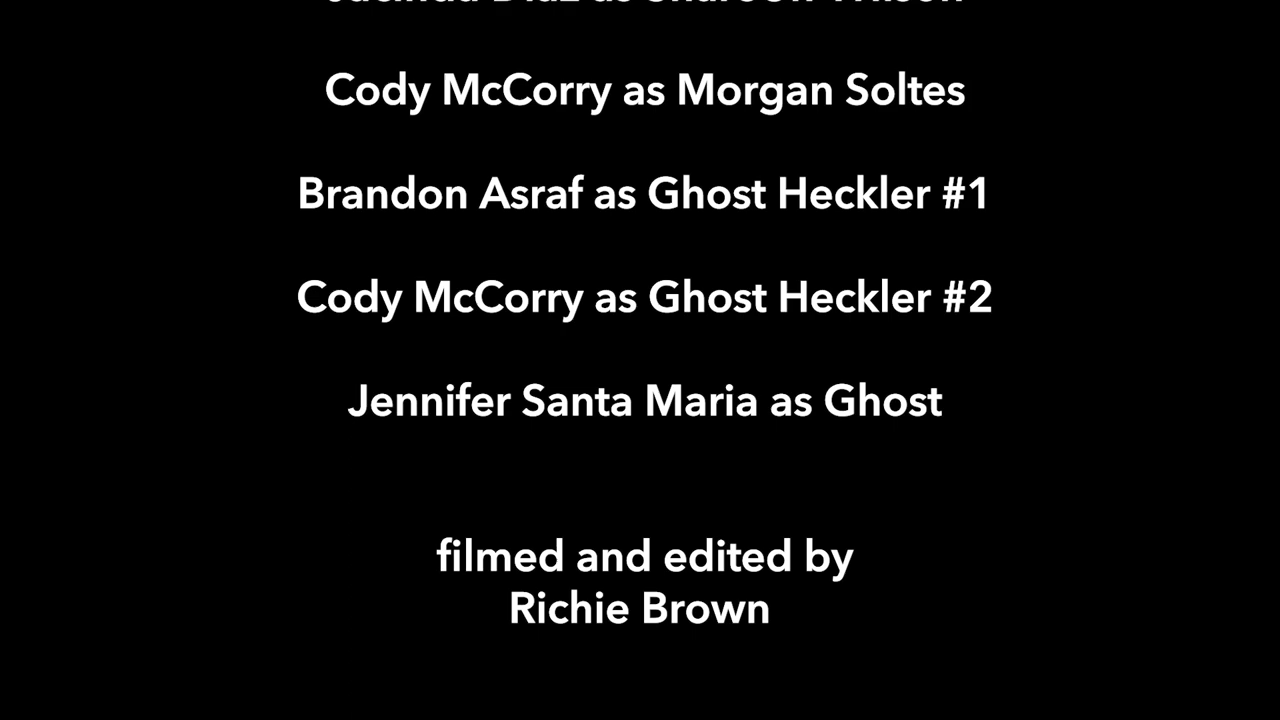 as
Cody McCorry as Morgan Soltes
Brandon Asraf as Ghost Heckler #1
Cody McCorry as Ghost Heckler #2
Jennifer Santa Maria as Ghost
filmed and edited by
Richie Brown